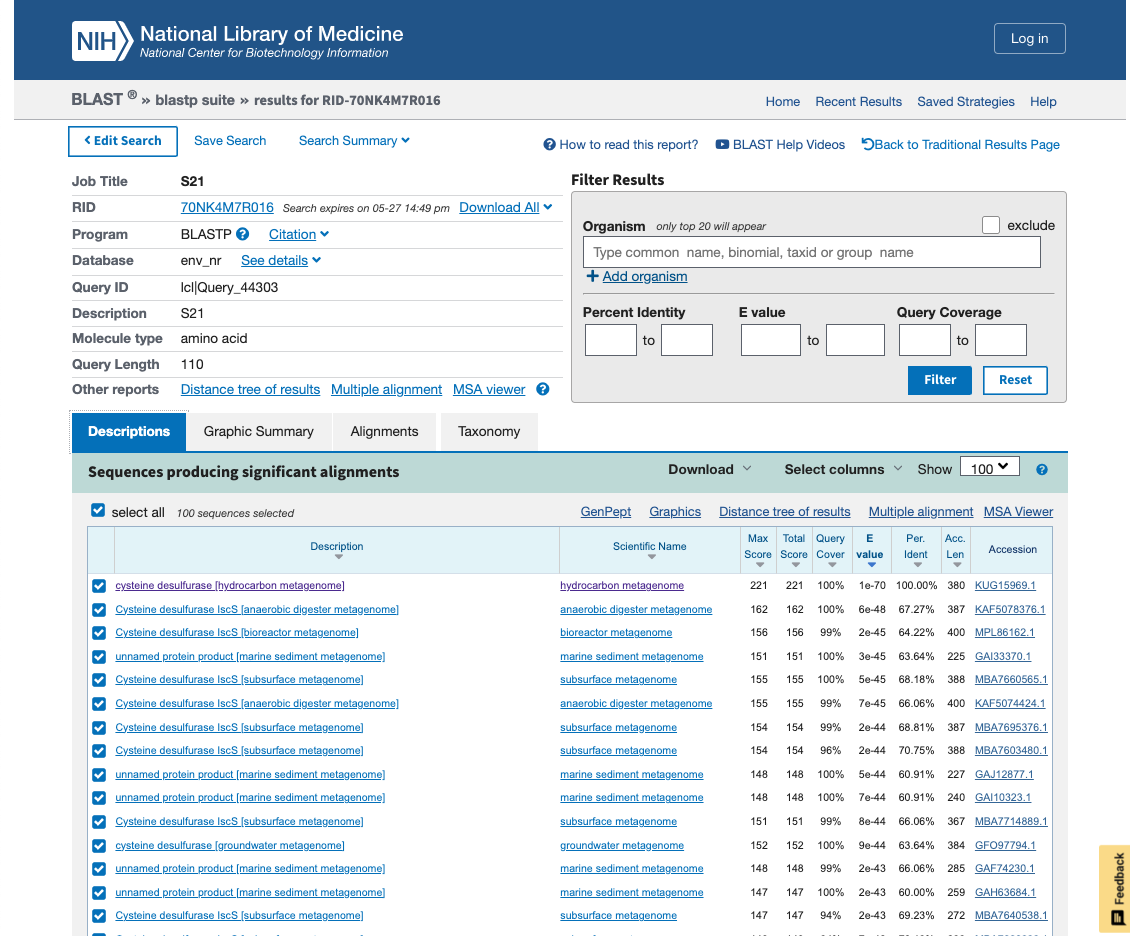 NIH National Library of Medicine
National Center for Biotechnology Information
Log in
BLAST ® » blastp suite » results for RID-70NK4M7R016
Home Recent Results Saved Strategies Help
Edit Search Save Search Search Summary
How to read this report? BLAST Help Videos Back to Traditional Results Page
Job Title S21
RID 70NK4M7R016 Search expires on 05-27 14:49 pm Download All
Program BLASTP Citation
Database env_nr See details
Query ID lcl|Query_44303
Description S21
Molecule type amino acid
Query Length 110
Other reports Distance tree of results Multiple alignment MSA viewer
Filter Results
Organism only top 20 will appear exclude
Type common name, binomial, taxid or group name
Add organism
Percent Identity E value Query Coverage
to to to
Filter Reset
Descriptions Graphic Summary Alignments Taxonomy
Sequences producing significant alignments Download Select columns Show 100
select all 100 sequences selected GenPept Graphics Distance tree of results Multiple alignment MSA Viewer
Description Scientific Name Max Score Total Score Query Cover E value Per. Ident Acc. Len Accession
cysteine desulfurase [hydrocarbon metagenome] hydrocarbon metagenome 221 221 100% 1e-70 100.00% 380 KUG15969.1
Cysteine desulfurase IscS [anaerobic digester metagenome] anaerobic digester metagenome 162 162 100% 6e-48 67.27% 387 KAF5078376.1
Cysteine desulfurase IscS [bioreactor metagenome] bioreactor metagenome 156 156 99% 2e-45 64.22% 400 MPL86162.1
unnamed protein product [marine sediment metagenome] marine sediment metagenome 151 151 100% 3e-45 63.64% 225 GAI33370.1
Cysteine desulfurase IscS [subsurface metagenome] subsurface metagenome 155 155 100% 5e-45 68.18% 388 MBA7660565.1
Cysteine desulfurase IscS [anaerobic digester metagenome] anaerobic digester metagenome 155 155 99% 7e-45 66.06% 400 KAF5074424.1
Cysteine desulfurase IscS [subsurface metagenome] subsurface metagenome 154 154 99% 2e-44 68.81% 387 MBA7695376.1
Cysteine desulfurase IscS [subsurface metagenome] subsurface metagenome 154 154 96% 2e-44 70.75% 388 MBA7603480.1
unnamed protein product [marine sediment metagenome] marine sediment metagenome 148 148 100% 5e-44 60.91% 227 GAJ12877.1
unnamed protein product [marine sediment metagenome] marine sediment metagenome 148 148 100% 7e-44 60.91% 240 GAI10323.1
Cysteine desulfurase IscS [subsurface metagenome] subsurface metagenome 151 151 99% 8e-44 66.06% 367 MBA7714889.1
cysteine desulfurase [groundwater metagenome] groundwater metagenome 152 152 100% 9e-44 63.64% 384 GFO97794.1
unnamed protein product [marine sediment metagenome] marine sediment metagenome 148 148 99% 2e-43 66.06% 285 GAF74230.1
unnamed protein product [marine sediment metagenome] marine sediment metagenome 147 147 100% 2e-43 60.00% 259 GAH63684.1
Cysteine desulfurase IscS [subsurface metagenome] subsurface metagenome 147 147 94% 2e-43 69.23% 272 MBA7640538.1
Feedback